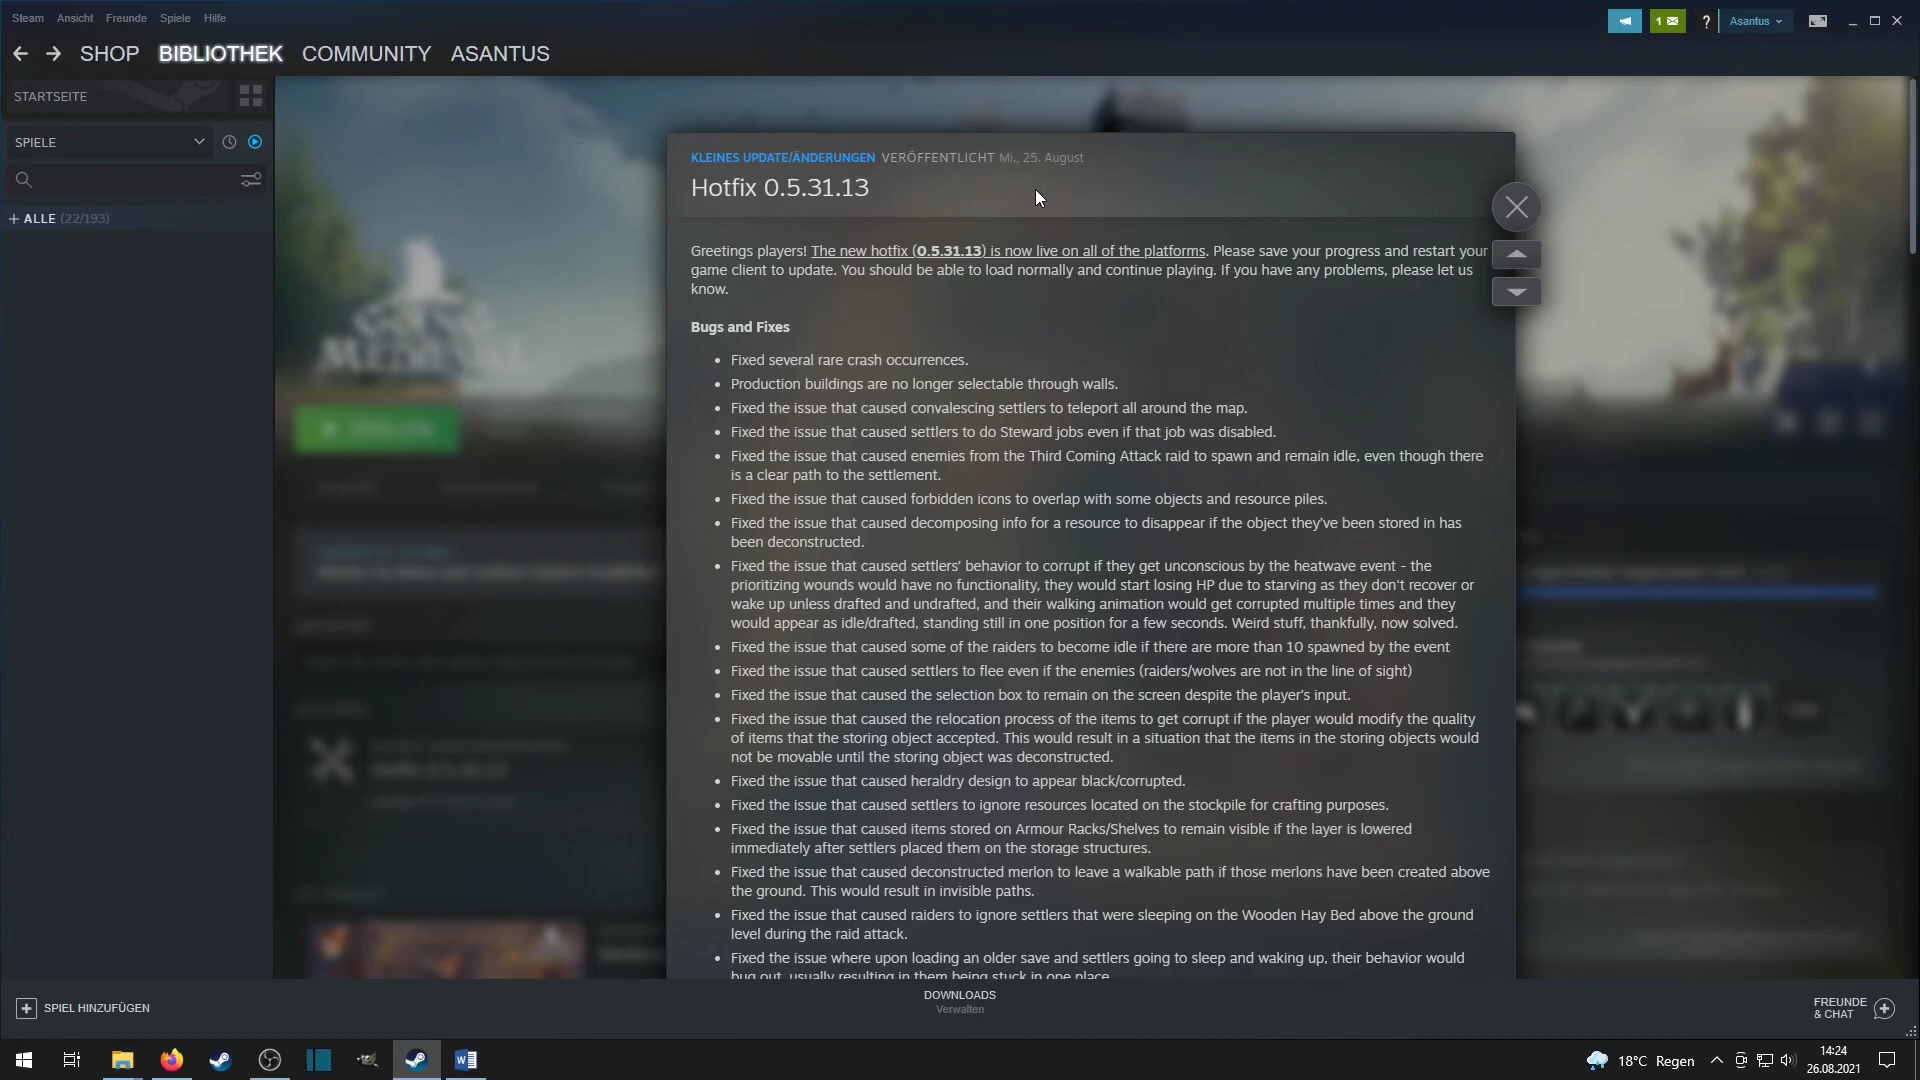 Steam Ansicht Freunde Spiele Hilfe
1
?
Asantus
SHOP BIBLIOTHEK COMMUNITY ASANTUS
STARTSEITE
SPIELE
+ ALLE (22/193)
GOING
MEDIEVAL
SPIELEN
KLEINES UPDATE/ÄNDERUNGEN VERÖFFENTLICHT Mi., 25. August
Hotfix 0.5.31.13
Greetings players! The new hotfix (0.5.31.13) is now live on all of the platforms. Please save your progress and restart your
game client to update. You should be able to load normally and continue playing. If you have any problems, please let us
know.
Bugs and Fixes
• Fixed several rare crash occurrences.
• Production buildings are no longer selectable through walls.
• Fixed the issue that caused convalescing settlers to teleport all around the map.
• Fixed the issue that caused settlers to do Steward jobs even if that job was disabled.
• Fixed the issue that caused enemies from the Third Coming Attack raid to spawn and remain idle, even though there
is a clear path to the settlement.
• Fixed the issue that caused forbidden icons to overlap with some objects and resource piles.
• Fixed the issue that caused decomposing info for a resource to disappear if the object they've been stored in has
been deconstructed.
• Fixed the issue that caused settlers' behavior to corrupt if they get unconscious by the heatwave event - the
prioritizing wounds would have no functionality, they would start losing HP due to starving as they don't recover or
wake up unless drafted and undrafted, and their walking animation would get corrupted multiple times and they
would appear as idle/drafted, standing still in one position for a few seconds. Weird stuff, thankfully, now solved.
• Fixed the issue that caused some of the raiders to become idle if there are more than 10 spawned by the event
• Fixed the issue that caused settlers to flee even if the enemies (raiders/wolves are not in the line of sight)
• Fixed the issue that caused the selection box to remain on the screen despite the player's input.
• Fixed the issue that caused the relocation process of the items to get corrupt if the player would modify the quality
of items that the storing object accepted. This would result in a situation that the items in the storing objects would
not be movable until the storing object was deconstructed.
• Fixed the issue that caused heraldry design to appear black/corrupted.
• Fixed the issue that caused settlers to ignore resources located on the stockpile for crafting purposes.
• Fixed the issue that caused items stored on Armour Racks/Shelves to remain visible if the layer is lowered
immediately after settlers placed them on the storage structures.
• Fixed the issue that caused deconstructed merlon to leave a walkable path if those merlons have been created above
the ground. This would result in invisible paths.
• Fixed the issue that caused raiders to ignore settlers that were sleeping on the Wooden Hay Bed above the ground
level during the raid attack.
• Fixed the issue where upon loading an older save and settlers going to sleep and waking up, their behavior would
bug out, usually resulting in them being stuck in one place.
SPIEL HINZUFÜGEN
DOWNLOADS
Verwalten
FREUNDE
& CHAT
18°C Regen
14:24
26.08.2021